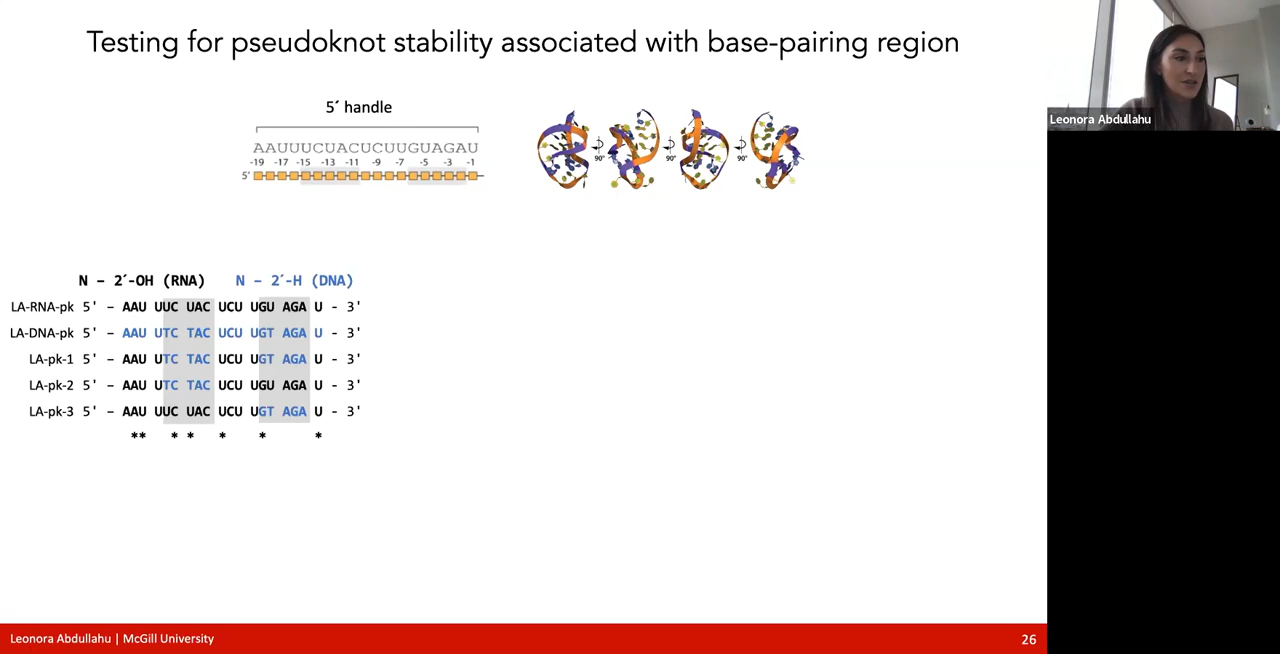 Testing for pseudoknot stability associated with base-pairing region
Leonora Abdullahu
5´ handle
AAUUUCUACUCUUGUAGAU
-19 -17 -15 -13 -11 -9 -7 -5 -3 -1
5'
90° 90° 90°
N – 2´-OH (RNA) N – 2´-H (DNA)
LA-RNA-pk 5' – AAU UUC UAC UCU UGU AGA U - 3'
LA-DNA-pk 5' – AAU UTC TAC UCU UGT AGA U - 3'
LA-pk-1 5' – AAU UTC TAC UCU UGT AGA U - 3'
LA-pk-2 5' – AAU UTC TAC UCU UGU AGA U - 3'
LA-pk-3 5' – AAU UUC UAC UCU UGT AGA U - 3'
** * * * * *
Leonora Abdullahu | McGill University
26